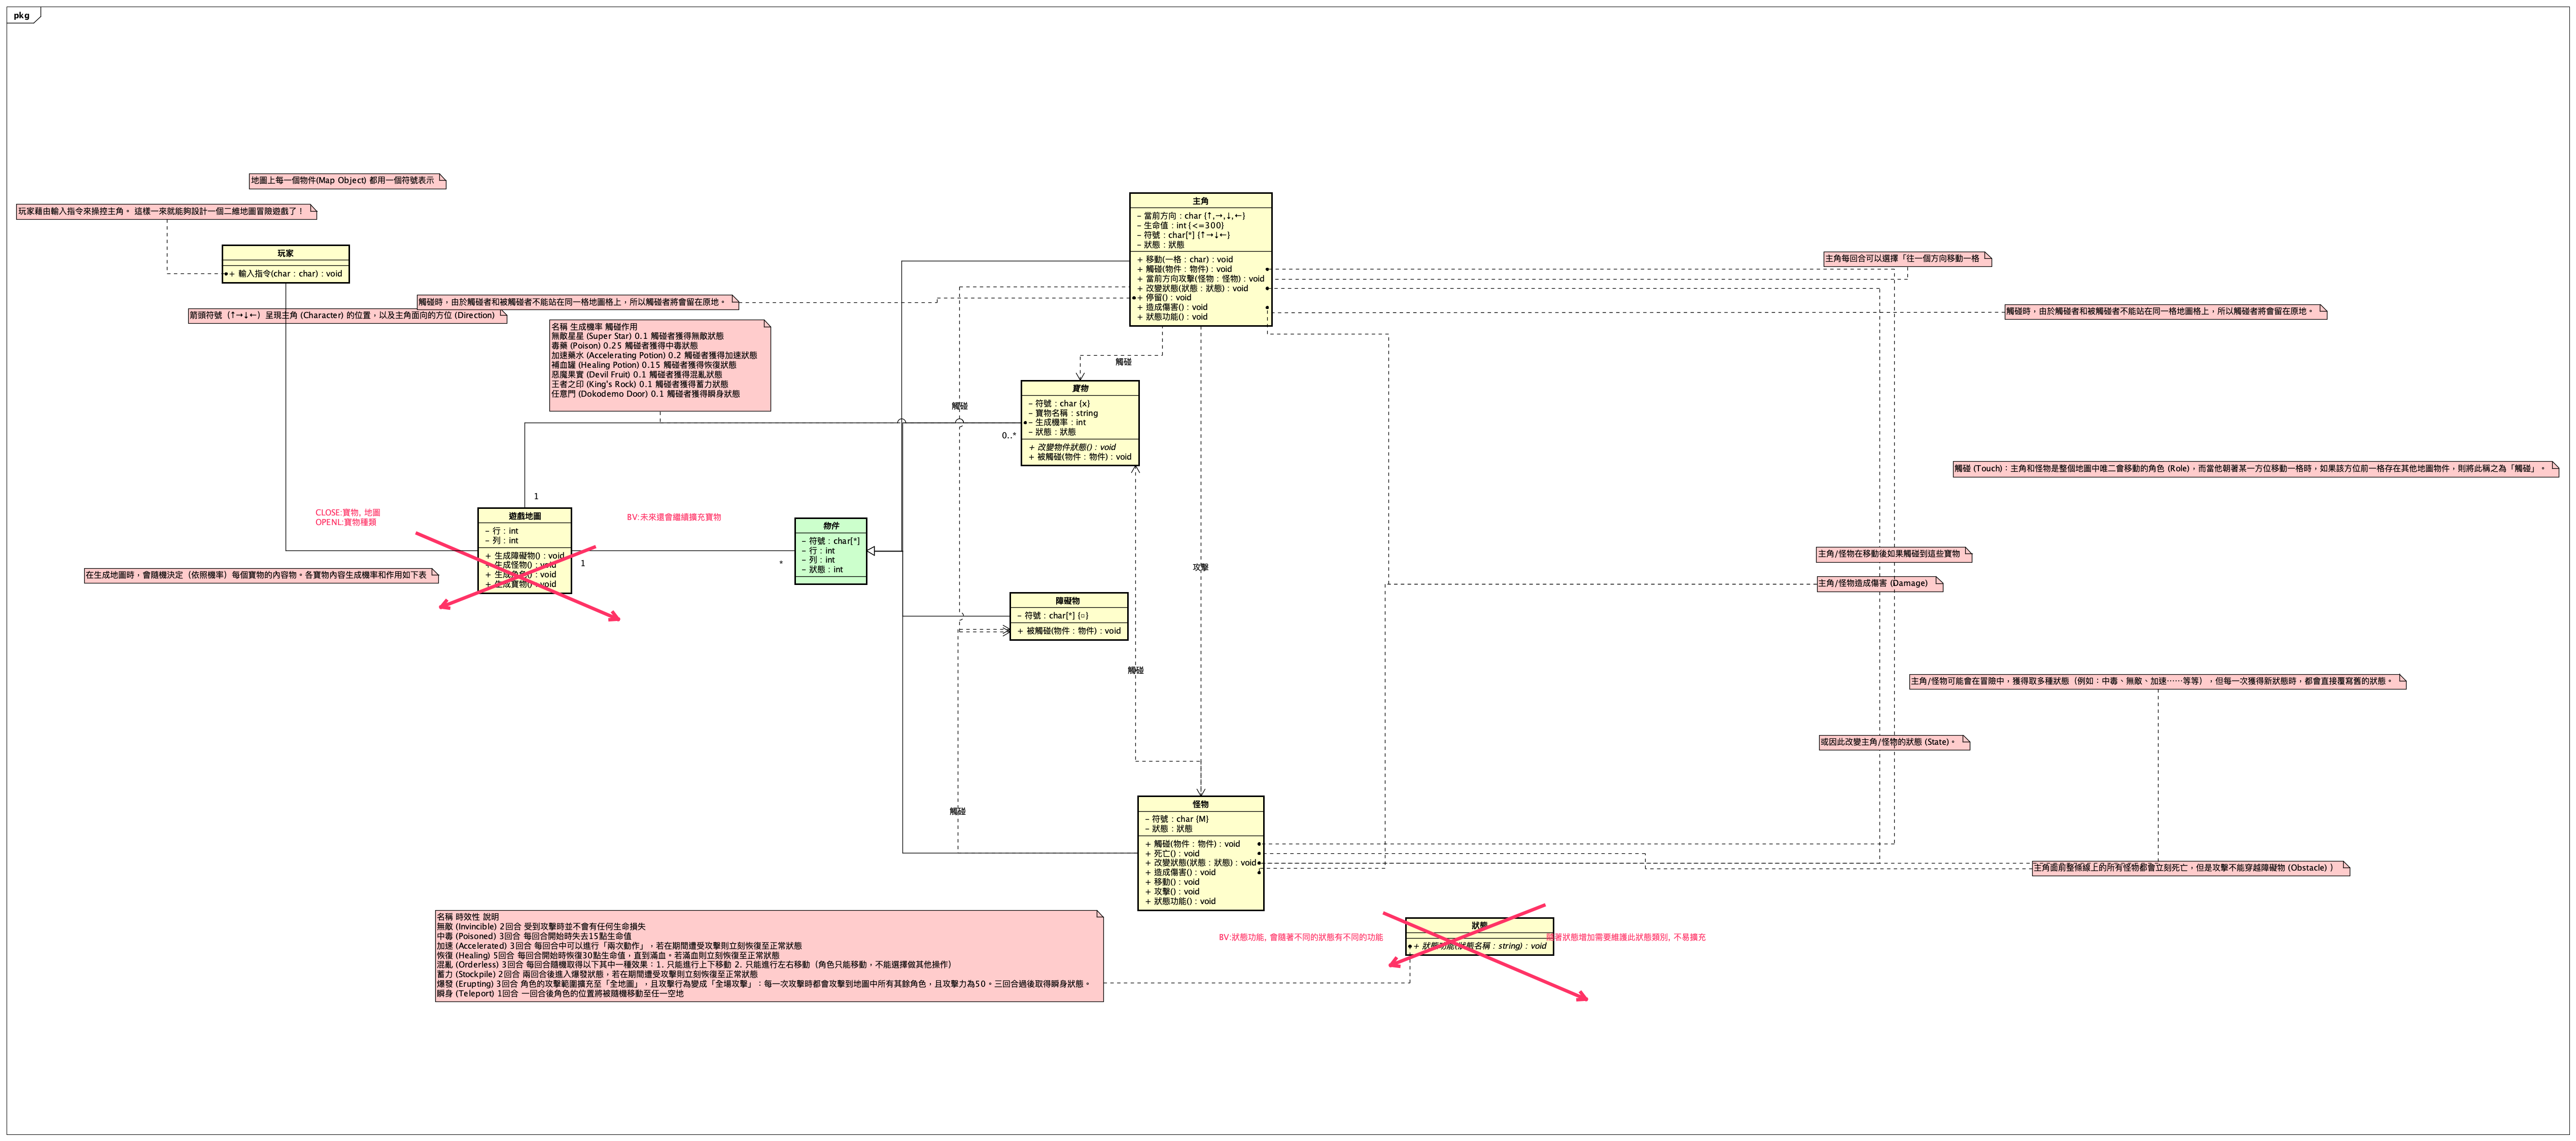 pkg
地圖上每一個物件(Map Object) 都用一個符號表示
玩家藉由輸入指令來操控主角。 這樣一來就能夠設計一個二維地圖冒險遊戲了！
玩家
+ 輸入指令(char : char) : void
箭頭符號（↑→↓←）呈現主角 (Character) 的位置，以及主角面向的方位 (Direction)
觸碰時，由於觸碰者和被觸碰者不能站在同一格地圖格上，所以觸碰者將會留在原地。
名稱 生成機率 觸碰作用
無敵星星 (Super Star) 0.1 觸碰者獲得無敵狀態
毒藥 (Poison) 0.25 觸碰者獲得中毒狀態
加速藥水 (Accelerating Potion) 0.2 觸碰者獲得加速狀態
補血罐 (Healing Potion) 0.15 觸碰者獲得恢復狀態
惡魔果實 (Devil Fruit) 0.1 觸碰者獲得混亂狀態
王者之印 (King's Rock) 0.1 觸碰者獲得蓄力狀態
任意門 (Dokodemo Door) 0.1 觸碰者獲得瞬身狀態
主角
- 當前方向 : char {↑,→,↓,←}
- 生命值 : int {<=300}
- 符號 : char[*] {↑→↓←}
- 狀態 : 狀態
+ 移動(一格 : char) : void
+ 觸碰(物件 : 物件) : void
+ 當前方向攻擊(怪物 : 怪物) : void
+ 改變狀態(狀態 : 狀態) : void
+ 停留() : void
+ 造成傷害() : void
+ 狀態功能() : void
主角每回合可以選擇「往一個方向移動一格
觸碰時，由於觸碰者和被觸碰者不能站在同一格地圖格上，所以觸碰者將會留在原地。
觸碰
觸碰
寶物
- 符號 : char {x}
- 寶物名稱 : string
- 生成機率 : int
- 狀態 : 狀態
+ 改變物件狀態() : void
+ 被觸碰(物件 : 物件) : void
0..*
1
觸碰 (Touch)：主角和怪物是整個地圖中唯二會移動的角色 (Role)，而當他朝著某一方位移動一格時，如果該方位前一格存在其他地圖物件，則將此稱之為「觸碰」。
CLOSE:寶物, 地圖
OPENL:寶物種類
遊戲地圖
- 行 : int
- 列 : int
+ 生成障礙物() : void
+ 生成怪物() : void
+ 生成角色() : void
+ 生成寶物() : void
BV:未來還會繼續擴充寶物
1
*
物件
- 符號 : char[*]
- 行 : int
- 列 : int
- 狀態 : int
在生成地圖時，會隨機決定（依照機率）每個寶物的內容物。各寶物內容生成機率和作用如下表
攻擊
主角/怪物在移動後如果觸碰到這些寶物
主角/怪物造成傷害 (Damage)
障礙物
- 符號 : char[*] {□}
+ 被觸碰(物件 : 物件) : void
觸碰
主角/怪物可能會在冒險中，獲得取多種狀態（例如：中毒、無敵、加速……等等）， 但每一次獲得新狀態時，都會直接覆寫舊的狀態。
或因此改變主角/怪物的狀態 (State)。
觸碰
怪物
- 符號 : char {M}
- 狀態 : 狀態
+ 觸碰(物件 : 物件) : void
+ 死亡() : void
+ 改變狀態(狀態 : 狀態) : void
+ 造成傷害() : void
+ 移動() : void
+ 攻擊() : void
+ 狀態功能() : void
主角面前整條線上的所有怪物都會立刻死亡，但是攻擊不能穿越障礙物 (Obstacle) ）
名稱 時效性 說明
無敵 (Invincible) 2回合 受到攻擊時並不會有任何生命損失
中毒 (Poisoned) 3回合 每回合開始時失去15點生命值
加速 (Accelerated) 3回合 每回合中可以進行「兩次動作」，若在期間遭受攻擊則立刻恢復至正常狀態
恢復 (Healing) 5回合 每回合開始時恢復30點生命值，直到滿血。若滿血則立刻恢復至正常狀態
混亂 (Orderless) 3回合 每回合隨機取得以下其中一種效果：1. 只能進行上下移動 2. 只能進行左右移動（角色只能移動，不能選擇做其他操作）
蓄力 (Stockpile) 2回合 兩回合後進入爆發狀態，若在期間遭受攻擊則立刻恢復至正常狀態
爆發 (Erupting) 3回合 角色的攻擊範圍擴充至「全地圖」，且攻擊行為變成「全場攻擊」：每一次攻擊時都會攻擊到地圖中所有其餘角色，且攻擊力為50。三回合過後取得瞬身狀態。
瞬身 (Teleport) 1回合 一回合後角色的位置將被隨機移動至任一空地
BV:狀態功能, 會隨著不同的狀態有不同的功能
狀態
+ 狀態功能(狀態名稱 : string) : void
隨著狀態增加需要維護此狀態類別, 不易擴充